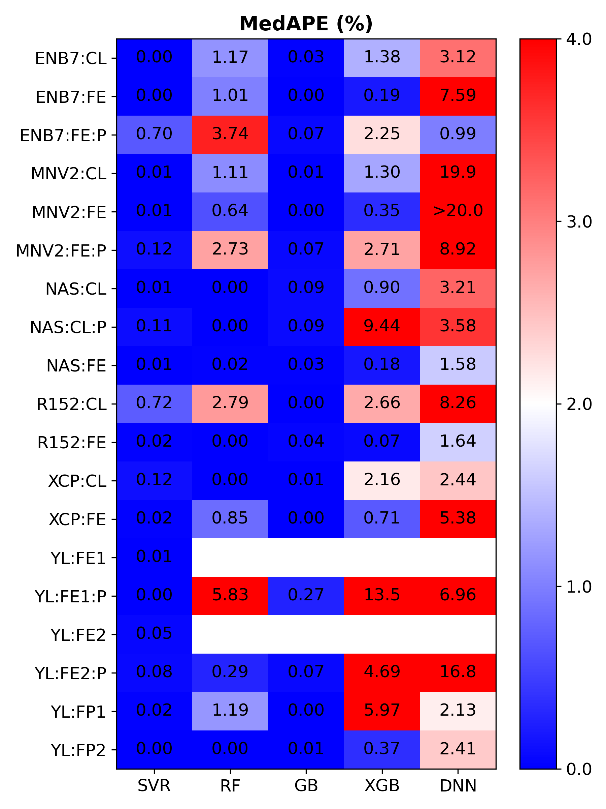 MedAPE (%)
ENB7:CL 0.00 1.17 0.03 1.38 3.12
ENB7:FE 0.00 1.01 0.00 0.19 7.59
ENB7:FE:P 0.70 3.74 0.07 2.25 0.99
MNV2:CL 0.01 1.11 0.01 1.30 19.9
MNV2:FE 0.01 0.64 0.00 0.35 >20.0
MNV2:FE:P 0.12 2.73 0.07 2.71 8.92
NAS:CL 0.01 0.00 0.09 0.90 3.21
NAS:CL:P 0.11 0.00 0.09 9.44 3.58
NAS:FE 0.01 0.02 0.03 0.18 1.58
R152:CL 0.72 2.79 0.00 2.66 8.26
R152:FE 0.02 0.00 0.04 0.07 1.64
XCP:CL 0.12 0.00 0.01 2.16 2.44
XCP:FE 0.02 0.85 0.00 0.71 5.38
YL:FE1 0.01
YL:FE1:P 0.00 5.83 0.27 13.5 6.96
YL:FE2 0.05
YL:FE2:P 0.08 0.29 0.07 4.69 16.8
YL:FP1 0.02 1.19 0.00 5.97 2.13
YL:FP2 0.00 0.00 0.01 0.37 2.41
SVR RF GB XGB DNN
4.0
3.0
2.0
1.0
0.0